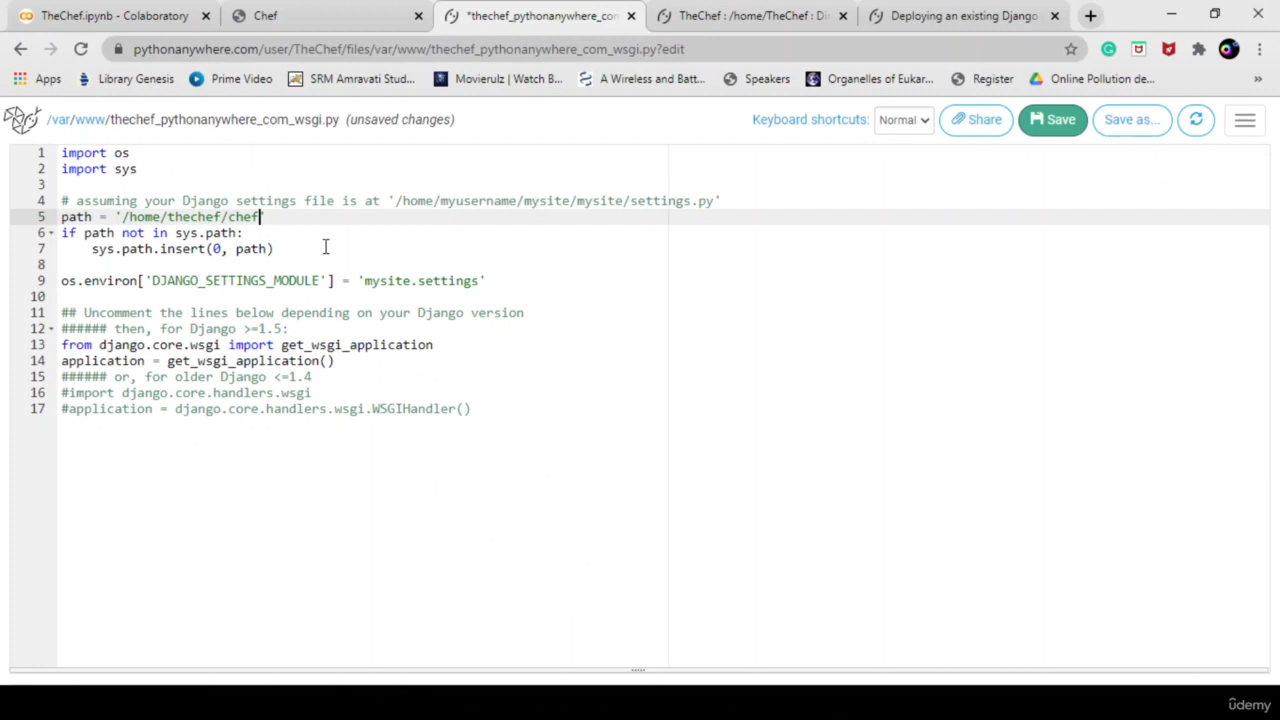 TheChef.ipynb - Colaboratory
Chef
*thechef_pythonanywhere_con
TheChef : /home/TheChef : Dir
Deploying an existing Django
pythonanywhere.com/user/TheChef/files/var/www/thechef_pythonanywhere_com_wsgi.py?edit
Apps
Library Genesis
Prime Video
SRM Amravati Stud...
Movierulz | Watch B...
A Wireless and Batt...
Speakers
Organelles of Eukar...
Register
Online Pollution de...
»
/var/www/thechef_pythonanywhere_com_wsgi.py (unsaved changes)
Keyboard shortcuts:
Normal
Share
Save
Save as...
1 import os
2 import sys
3
4 # assuming your Django settings file is at '/home/myusername/mysite/mysite/settings.py'
5 path = '/home/thechef/chef'
6 if path not in sys.path:
7 sys.path.insert(0, path)
8
9 os.environ['DJANGO_SETTINGS_MODULE'] = 'mysite.settings'
10
11 ## Uncomment the lines below depending on your Django version
12 ###### then, for Django >=1.5:
13 from django.core.wsgi import get_wsgi_application
14 application = get_wsgi_application()
15 ###### or, for older Django <=1.4
16 #import django.core.handlers.wsgi
17 #application = django.core.handlers.wsgi.WSGIHandler()
ûdemy